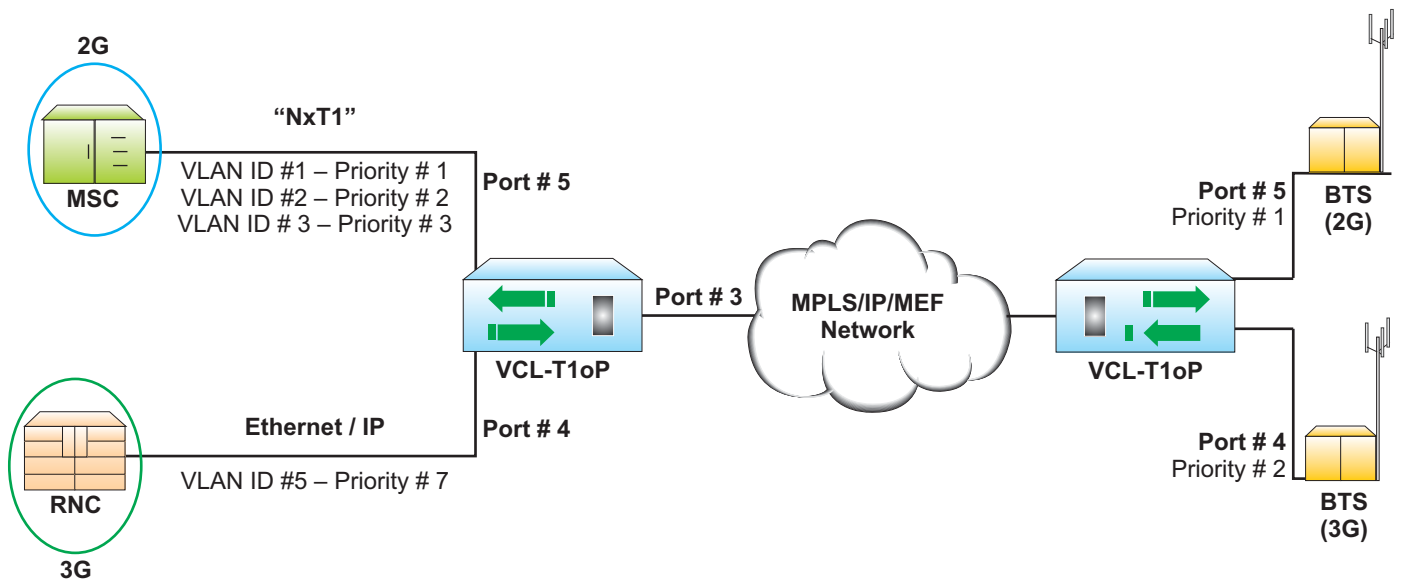 2G
“NxT1”
VLAN ID #1 – Priority # 1
VLAN ID #2 – Priority # 2
VLAN ID # 3 – Priority # 3
MSC
Port # 5
Port # 3
VCL-T1oP
Ethernet / IP
Port # 4
VLAN ID #5 – Priority # 7
RNC
3G
MPLS/IP/MEF
Network
VCL-T1oP
Port # 5
Priority # 1
BTS
(2G)
Port # 4
Priority # 2
BTS
(3G)